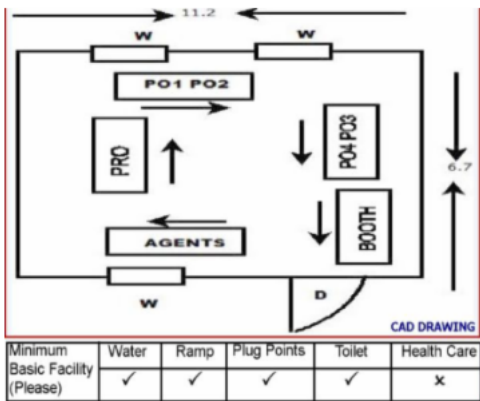 11.2
W W
PO1 PO2
PRO
PO4 PO3
6.7
BOOTH
AGENTS
W
D
CAD DRAWING
Minimum Basic Facility (Please) Water Ramp Plug Points Toilet Health Care
✓ ✓ ✓ ✓ x